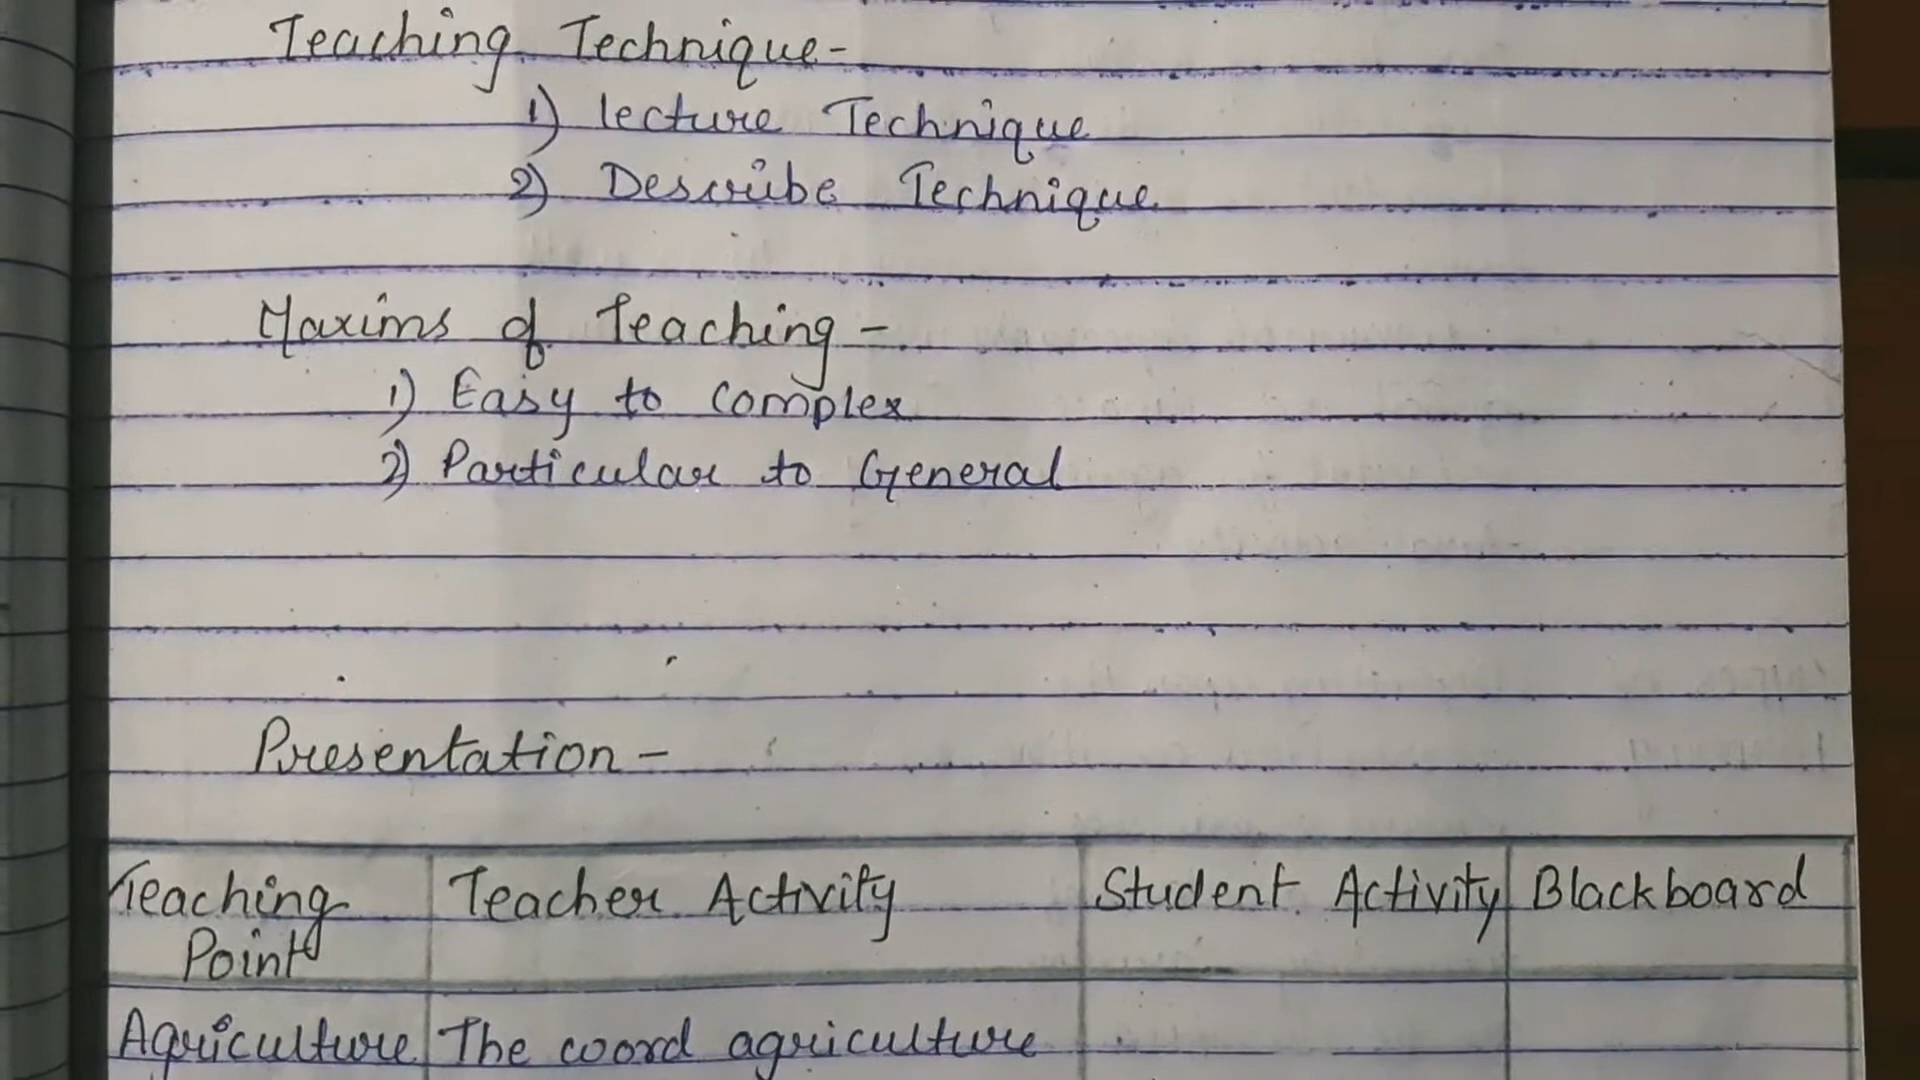 Teaching Technique-
1) lecture Technique
2) Describe Technique
Maxims of Teaching -
1) Easy to complex
2) Particular to General
Presentation -
Teaching Point | Teacher Activity | Student Activity | Blackboard
Agriculture | The word agriculture